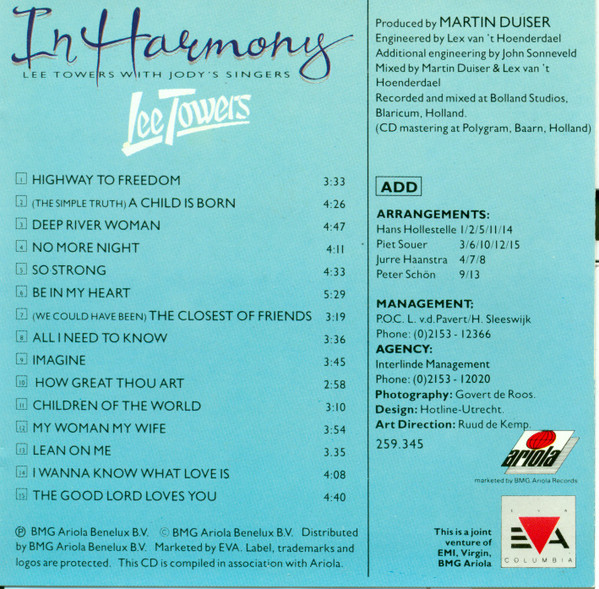 In Harmony
LEE TOWERS WITH JODY'S SINGERS
Lee Towers
1 HIGHWAY TO FREEDOM 3:33
2 (THE SIMPLE TRUTH) A CHILD IS BORN 4:26
3 DEEP RIVER WOMAN 4:47
4 NO MORE NIGHT 4:11
5 SO STRONG 4:33
6 BE IN MY HEART 5:29
7 (WE COULD HAVE BEEN) THE CLOSEST OF FRIENDS 3:19
8 ALL I NEED TO KNOW 3:36
9 IMAGINE 3:45
10 HOW GREAT THOU ART 2:58
11 CHILDREN OF THE WORLD 3:10
12 MY WOMAN MY WIFE 3:54
13 LEAN ON ME 3.35
14 I WANNA KNOW WHAT LOVE IS 4:08
15 THE GOOD LORD LOVES YOU 4:40
Ⓟ BMG Ariola Benelux B.V. © BMG Ariola Benelux B.V. Distributed
by BMG Ariola Benelux B.V. Marketed by EVA. Label, trademarks and
logos are protected. This CD is compiled in association with Ariola.
Produced by MARTIN DUISER
Engineered by Lex van 't Hoenderdael
Additional engineering by John Sonneveld
Mixed by Martin Duiser & Lex van 't
Hoenderdael
Recorded and mixed at Bolland Studios,
Blaricum, Holland.
(CD mastering at Polygram, Baarn, Holland)
ADD
ARRANGEMENTS:
Hans Hollestelle 1/2/5/11/14
Piet Souer 3/6/10/12/15
Jurre Haanstra 4/7/8
Peter Schön 9/13
MANAGEMENT:
P.O.C. L. v.d. Pavert/H. Sleeswijk
Phone: (0)2153 - 12366
AGENCY:
Interlinde Management
Phone: (0)2153 - 12020
Photography: Govert de Roos.
Design: Hotline-Utrecht.
Art Direction: Ruud de Kemp.
259.345
ariola
marketed by BMG Ariola Records
This is a joint
venture of
EMI, Virgin,
BMG Ariola
EVA
COLUMBIA